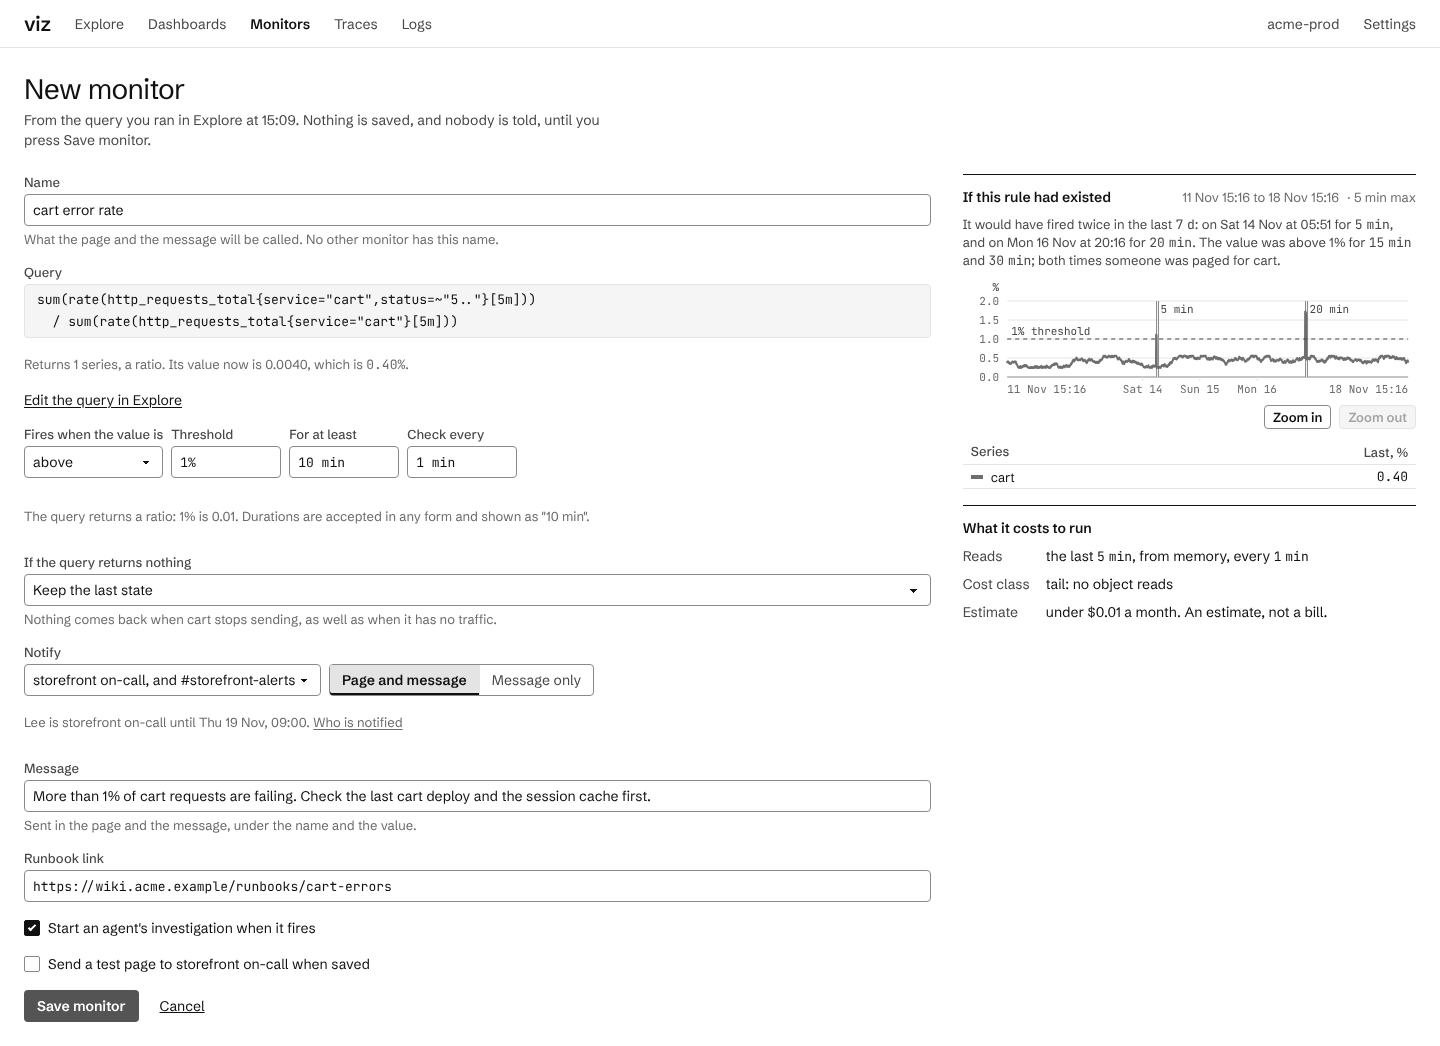 viz Explore Dashboards Monitors Traces Logs acme-prod Settings
New monitor
From the query you ran in Explore at 15:09. Nothing is saved, and nobody is told, until you
press Save monitor.
Name
cart error rate
What the page and the message will be called. No other monitor has this name.
Query
sum(rate(http_requests_total{service="cart",status=~"5.."}[5m]))
/ sum(rate(http_requests_total{service="cart"}[5m]))
Returns 1 series, a ratio. Its value now is 0.0040, which is 0.40%.
Edit the query in Explore
Fires when the value is Threshold For at least Check every
above 1% 10 min 1 min
The query returns a ratio: 1% is 0.01. Durations are accepted in any form and shown as "10 min".
If the query returns nothing
Keep the last state
Nothing comes back when cart stops sending, as well as when it has no traffic.
Notify
storefront on-call, and #storefront-alerts Page and message Message only
Lee is storefront on-call until Thu 19 Nov, 09:00. Who is notified
Message
More than 1% of cart requests are failing. Check the last cart deploy and the session cache first.
Sent in the page and the message, under the name and the value.
Runbook link
https://wiki.acme.example/runbooks/cart-errors
Start an agent's investigation when it fires
Send a test page to storefront on-call when saved
Save monitor Cancel
If this rule had existed 11 Nov 15:16 to 18 Nov 15:16 · 5 min max
It would have fired twice in the last 7 d: on Sat 14 Nov at 05:51 for 5 min,
and on Mon 16 Nov at 20:16 for 20 min. The value was above 1% for 15 min
and 30 min; both times someone was paged for cart.
%
2.0
1.5
1.0
0.5
0.0
5 min 20 min
1% threshold
11 Nov 15:16 Sat 14 Sun 15 Mon 16 18 Nov 15:16
Zoom in Zoom out
Series Last, %
cart 0.40
What it costs to run
Reads the last 5 min, from memory, every 1 min
Cost class tail: no object reads
Estimate under $0.01 a month. An estimate, not a bill.